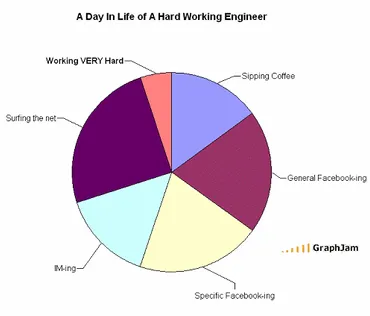 A Day In Life of A Hard Working Engineer
Working VERY Hard
Sipping Coffee
Surfing the net
General Facebook-ing
GraphJam
IM-ing
Specific Facebook-ing